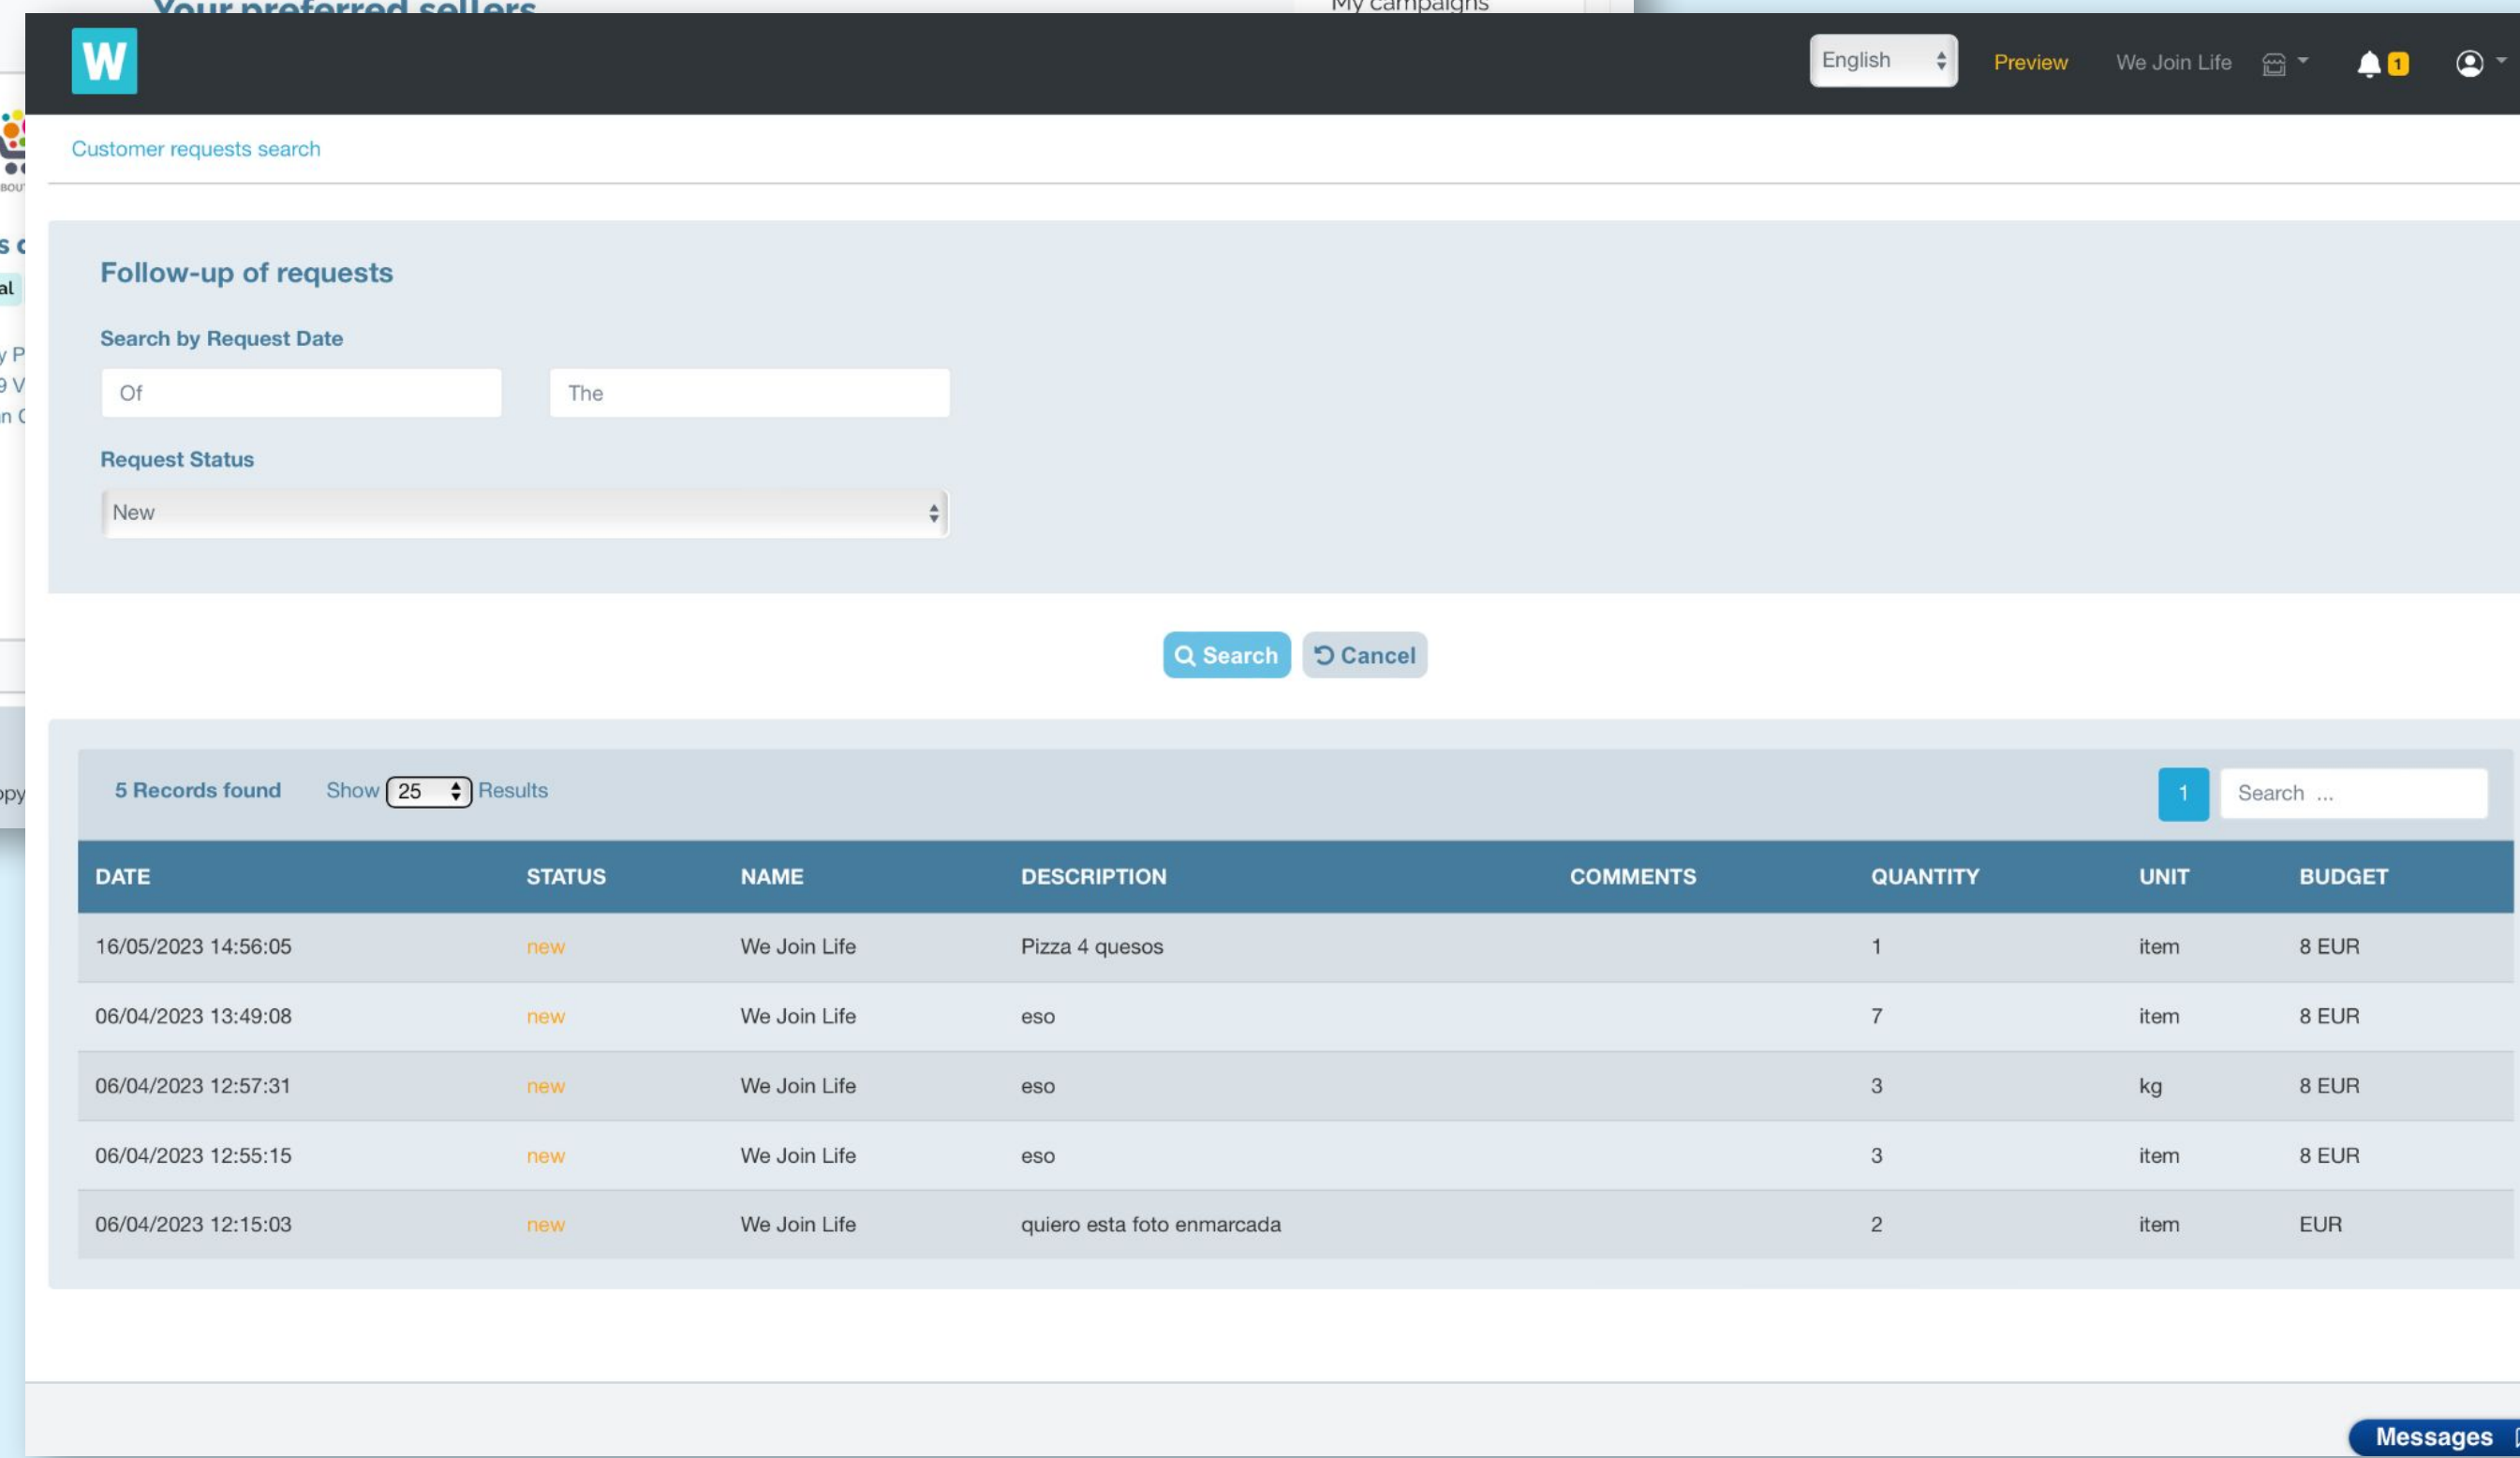 Your preferred sellers
My campaigns
W
English
Preview
We Join Life
1
Customer requests search
Follow-up of requests
Search by Request Date
Of
The
Request Status
New
Search
Cancel
5 Records found Show 25 Results
1
Search ...
DATE STATUS NAME DESCRIPTION COMMENTS QUANTITY UNIT BUDGET
16/05/2023 14:56:05 new We Join Life Pizza 4 quesos 1 item 8 EUR
06/04/2023 13:49:08 new We Join Life eso 7 item 8 EUR
06/04/2023 12:57:31 new We Join Life eso 3 kg 8 EUR
06/04/2023 12:55:15 new We Join Life eso 3 item 8 EUR
06/04/2023 12:15:03 new We Join Life quiero esta foto enmarcada 2 item EUR
Messages